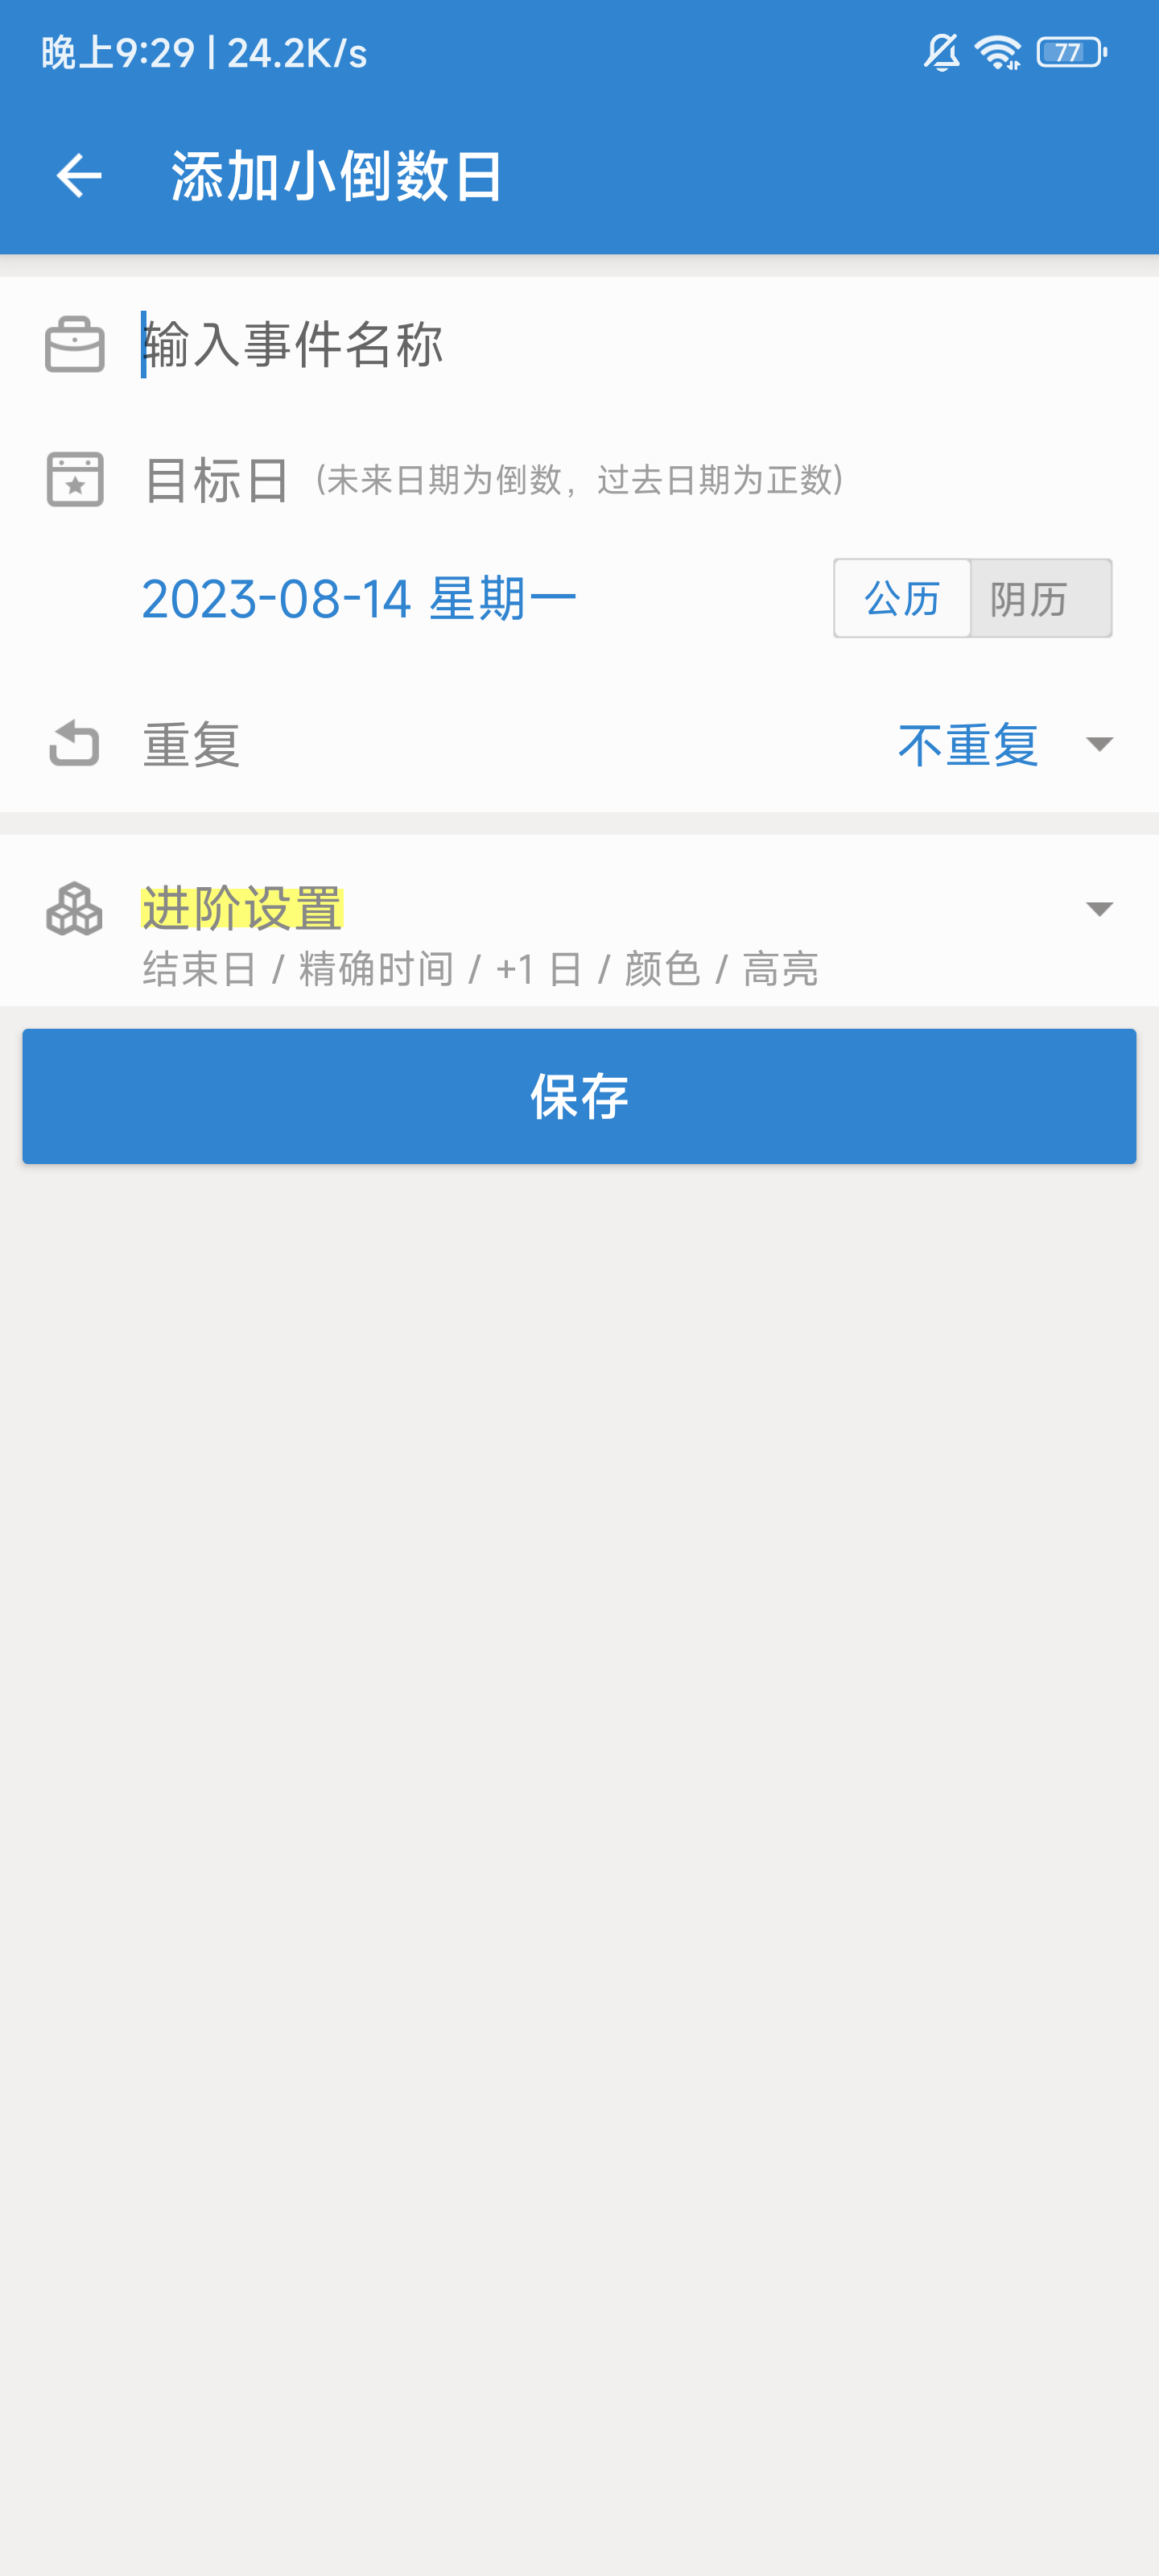 晚上9:29 | 24.2K/s 77
添加小倒数日
输入事件名称
目标日 (未来日期为倒数，过去日期为正数)
2023-08-14 星期一 公历 阴历
重复 不重复
进阶设置
结束日 / 精确时间 / +1 日 / 颜色 / 高亮
保存